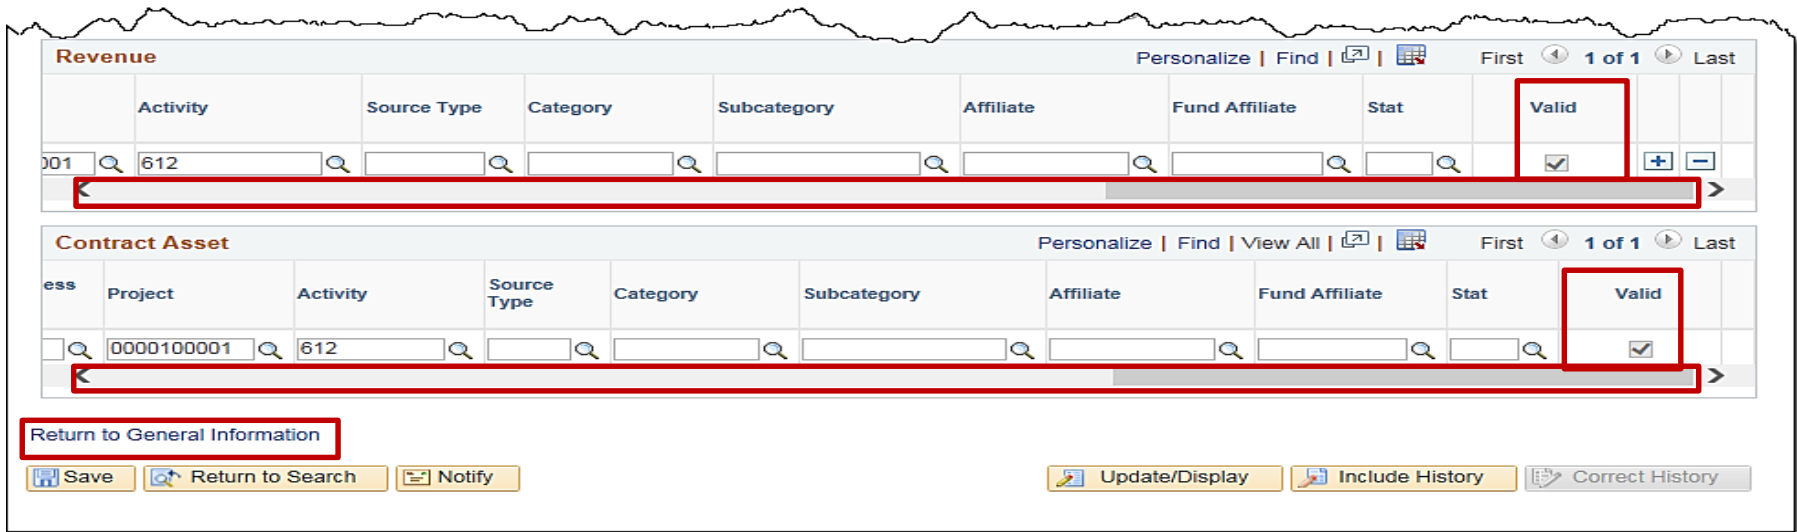 Revenue Personalize | Find | | First 1 of 1 Last
Activity Source Type Category Subcategory Affiliate Fund Affiliate Stat Valid
001 612
Contract Asset Personalize | Find | View All | | First 1 of 1 Last
ess Project Activity Source Type Category Subcategory Affiliate Fund Affiliate Stat Valid
0000100001 612
Return to General Information
Save Return to Search Notify Update/Display Include History Correct History